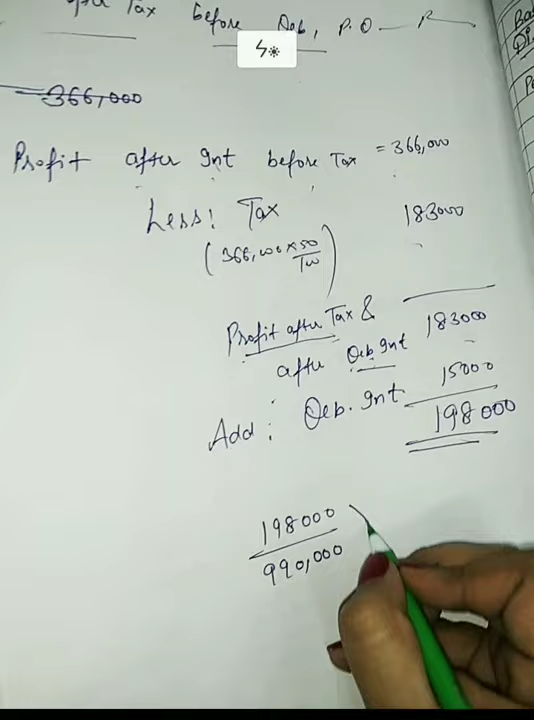 Tax before Deb, P.O
366,000
Profit after Int before Tax = 366,000
Less: Tax 183000
(366,000 x 50/100)
Profit after Tax &
after Deb Int 183000
Add: Deb. Int 15000
198000
198000
990,000